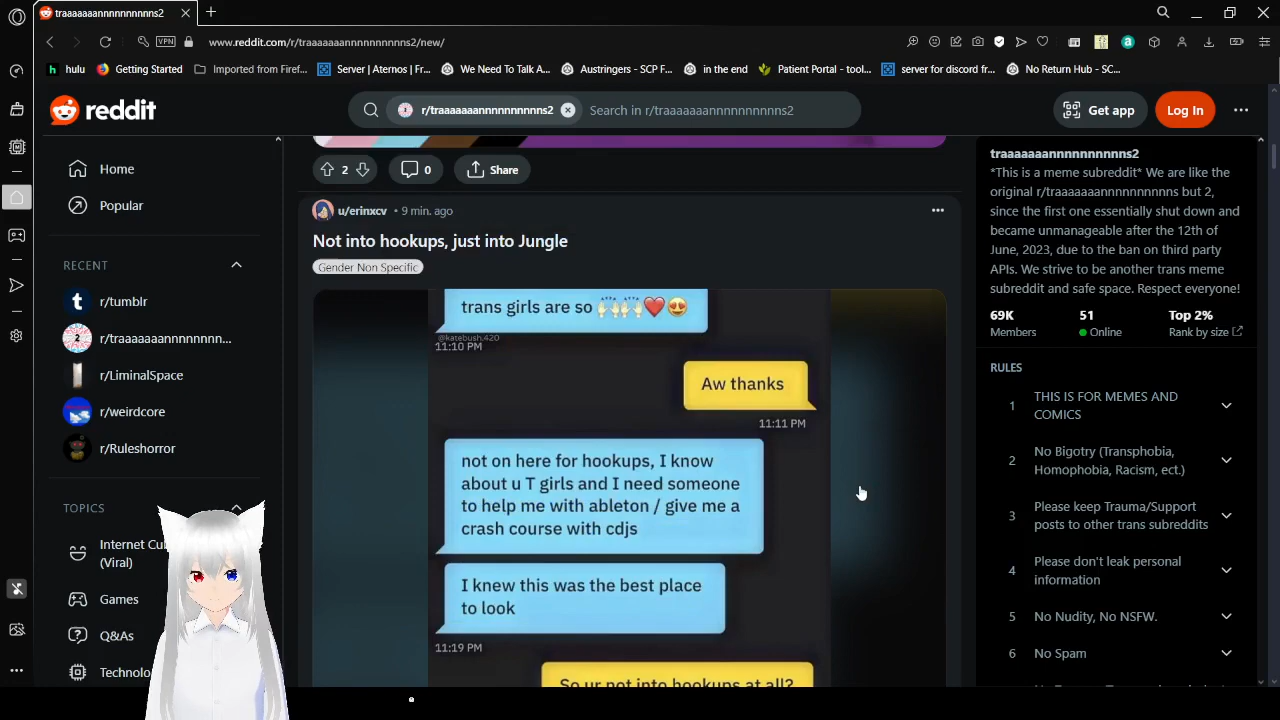 traaaaaaannnnnnnnnns2
VPN
www.reddit.com/r/traaaaaaannnnnnnnnns2/new/
hulu
Getting Started
Imported from Firef...
Server | Aternos | Fr...
We Need To Talk A...
Austringers - SCP F...
in the end
Patient Portal - tool...
server for discord fr...
No Return Hub - SC...
reddit
r/traaaaaaannnnnnnnnns2
Search in r/traaaaaaannnnnnnnnns2
Get app
Log In
Home
Popular
RECENT
r/tumblr
r/traaaaaaannnnnnn...
r/LiminalSpace
r/weirdcore
r/Ruleshorror
TOPICS
Internet Cu
(Viral)
Games
Q&As
Technolo
2
0
Share
u/erinxcv • 9 min. ago
Not into hookups, just into Jungle
Gender Non Specific
trans girls are so 🙌🏻🙌🏻❤️😍
@katebush.420
11:10 PM
Aw thanks
11:11 PM
not on here for hookups, I know
about u T girls and I need someone
to help me with ableton / give me a
crash course with cdjs
I knew this was the best place
to look
11:19 PM
So ur not into hookups at all?
traaaaaaannnnnnnnnns2
*This is a meme subreddit* We are like the
original r/traaaaaaannnnnnnnnns but 2,
since the first one essentially shut down and
became unmanageable after the 12th of
June, 2023, due to the ban on third party
APIs. We strive to be another trans meme
subreddit and safe space. Respect everyone!
69K 51 Top 2%
Members Online Rank by size
RULES
1 THIS IS FOR MEMES AND
COMICS
2 No Bigotry (Transphobia,
Homophobia, Racism, ect.)
3 Please keep Trauma/Support
posts to other trans subreddits
4 Please don't leak personal
information
5 No Nudity, No NSFW.
6 No Spam